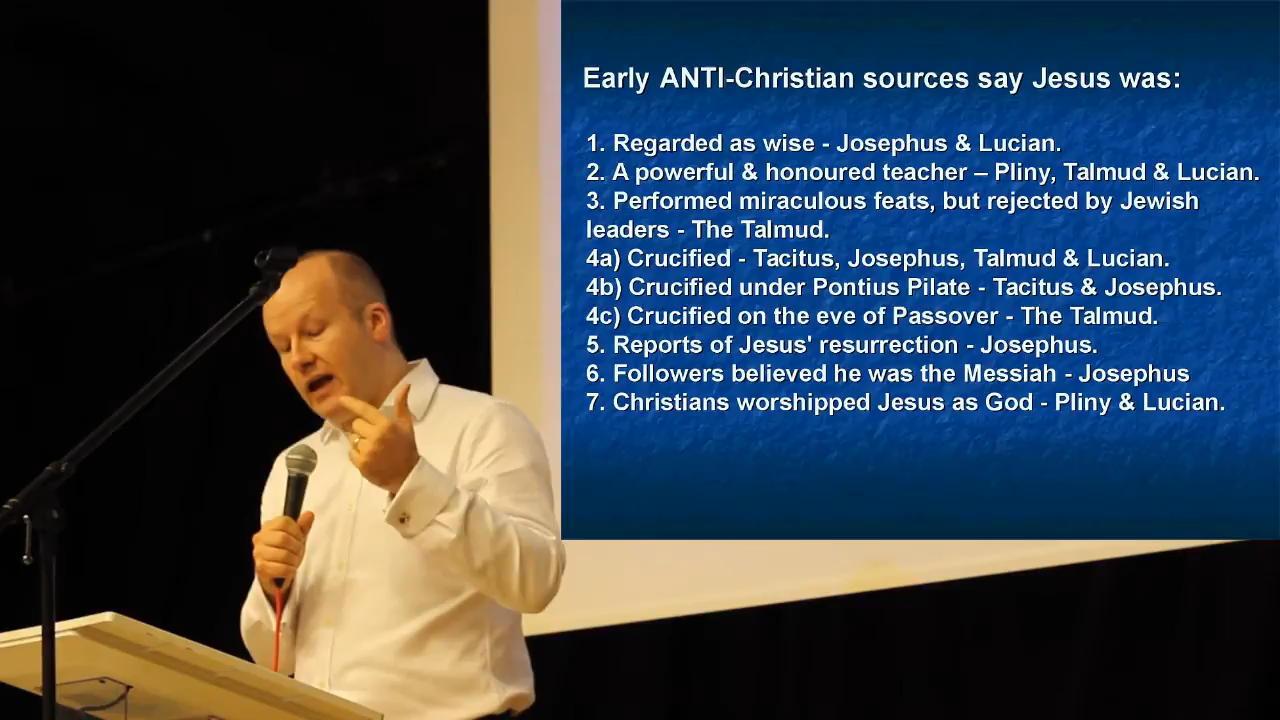 Early ANTI-Christian sources say Jesus was:
1. Regarded as wise - Josephus & Lucian.
2. A powerful & honoured teacher – Pliny, Talmud & Lucian.
3. Performed miraculous feats, but rejected by Jewish
leaders - The Talmud.
4a) Crucified - Tacitus, Josephus, Talmud & Lucian.
4b) Crucified under Pontius Pilate - Tacitus & Josephus.
4c) Crucified on the eve of Passover - The Talmud.
5. Reports of Jesus' resurrection - Josephus.
6. Followers believed he was the Messiah - Josephus
7. Christians worshipped Jesus as God - Pliny & Lucian.